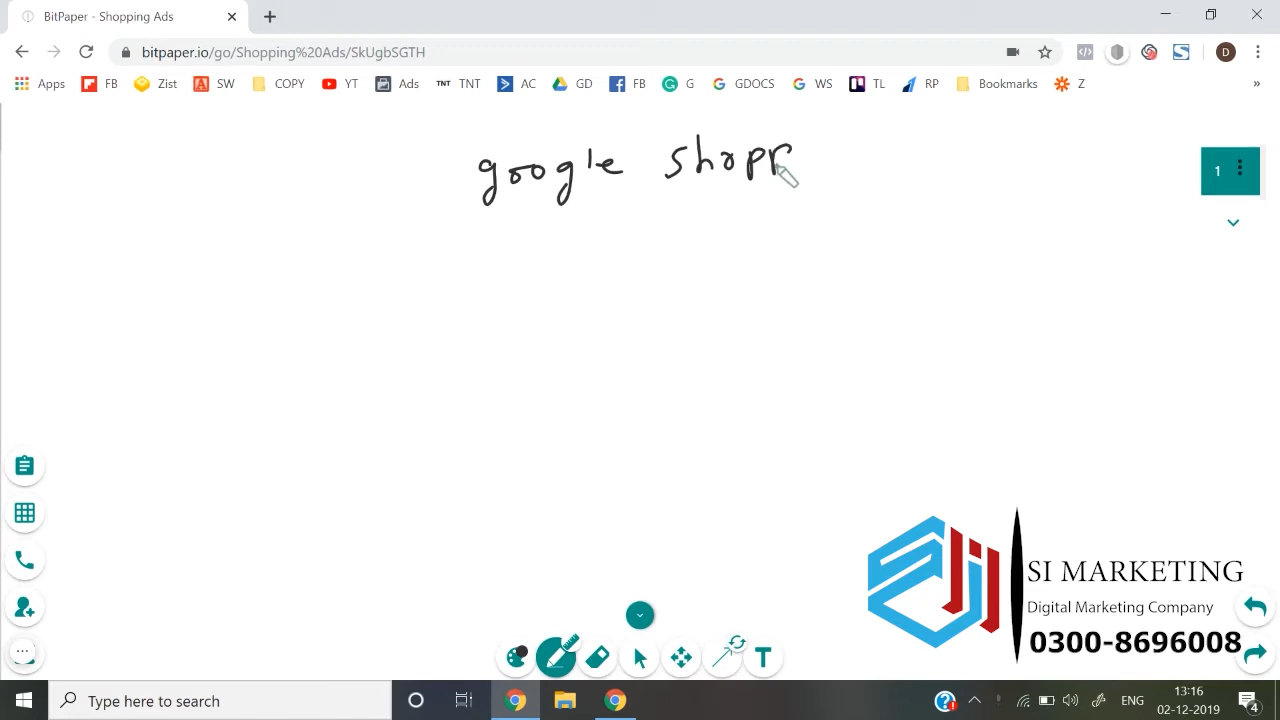 BitPaper - Shopping Ads
bitpaper.io/go/Shopping%20Ads/SkUgbSGTH
D
Apps FB Zist SW COPY YT Ads TNT TNT AC GD FB G GDOCS WS TL RP Bookmarks Z »
google shopp
1
SI MARKETING
Digital Marketing Company
0300-8696008
T
Type here to search
ENG
13:16
02-12-2019
4